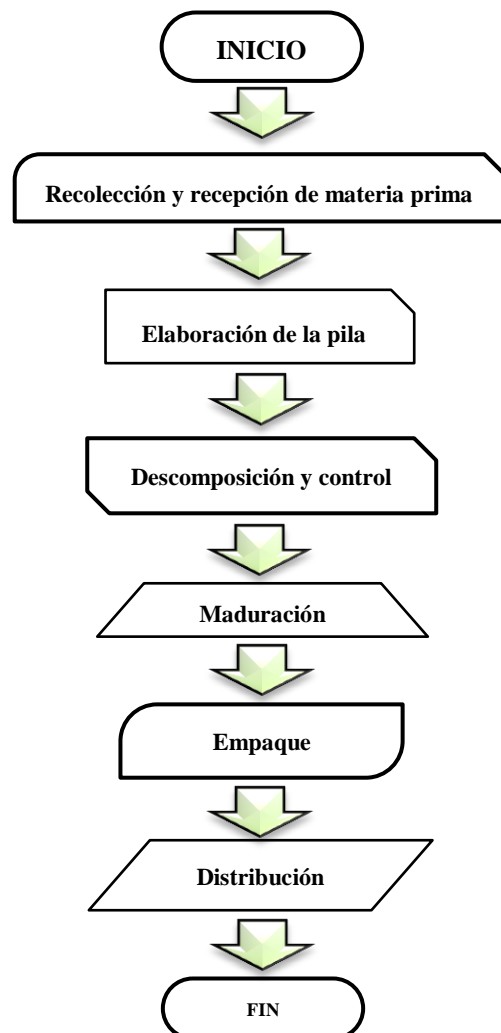 INICIO
Recolección y recepción de materia prima
Elaboración de la pila
Descomposición y control
Maduración
Empaque
Distribución
FIN